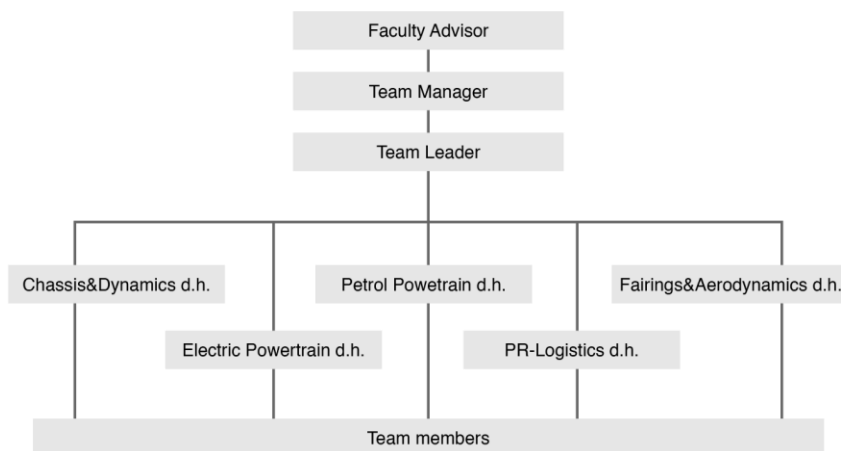 Faculty Advisor
Team Manager
Team Leader
Chassis&Dynamics d.h.
Petrol Powetrain d.h.
Fairings&Aerodynamics d.h.
Electric Powertrain d.h.
PR-Logistics d.h.
Team members